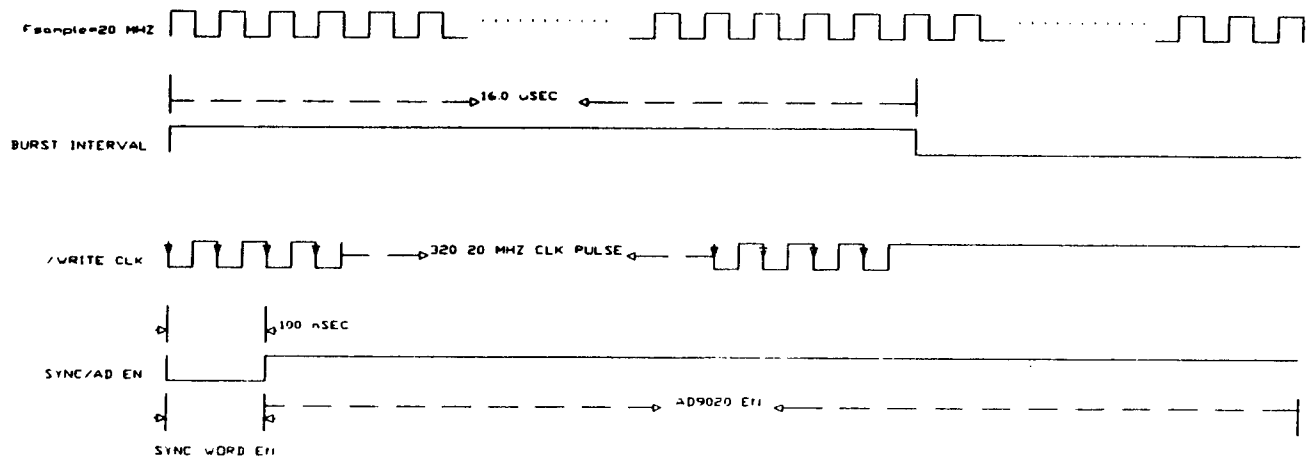 Fsample=20 MHZ
16.0 uSEC
BURST INTERVAL
/WRITE CLK
320 20 MHZ CLK PULSE
100 nSEC
SYNC/AD EN
AD9020 EN
SYNC WORD EN